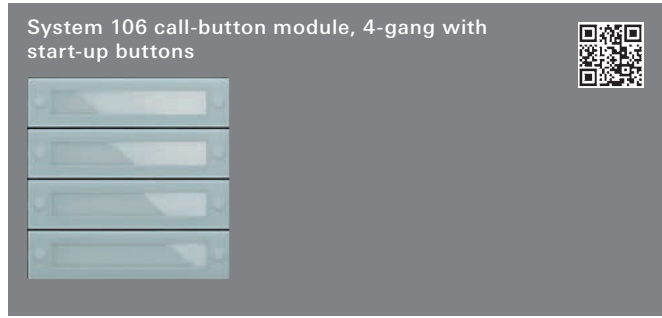 System 106 call-button module, 4-gang with
start-up buttons